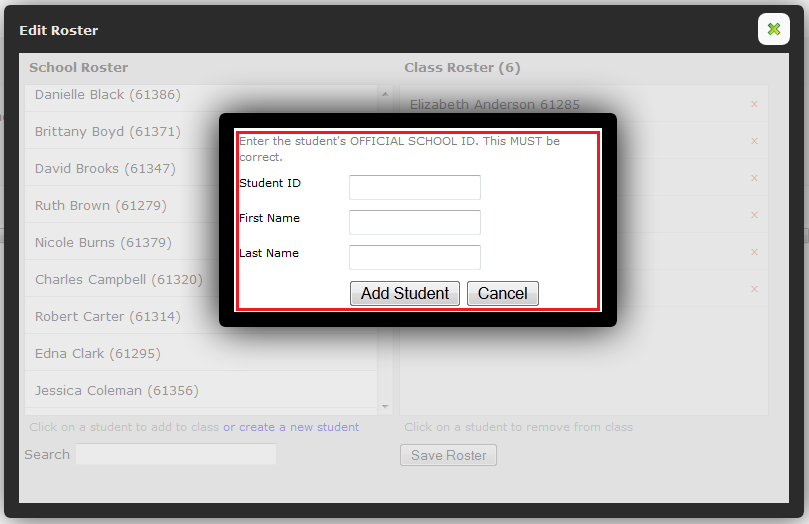 Edit Roster
School Roster
Class Roster (6)
Danielle Black (61386)
Brittany Boyd (61371)
David Brooks (61347)
Ruth Brown (61279)
Nicole Burns (61379)
Charles Campbell (61320)
Robert Carter (61314)
Edna Clark (61295)
Jessica Coleman (61356)
Elizabeth Anderson 61285
x
x
x
x
x
x
Enter the student's OFFICIAL SCHOOL ID. This MUST be
correct.
Student ID
First Name
Last Name
Add Student Cancel
Click on a student to add to class or create a new student
Click on a student to remove from class
Search
Save Roster